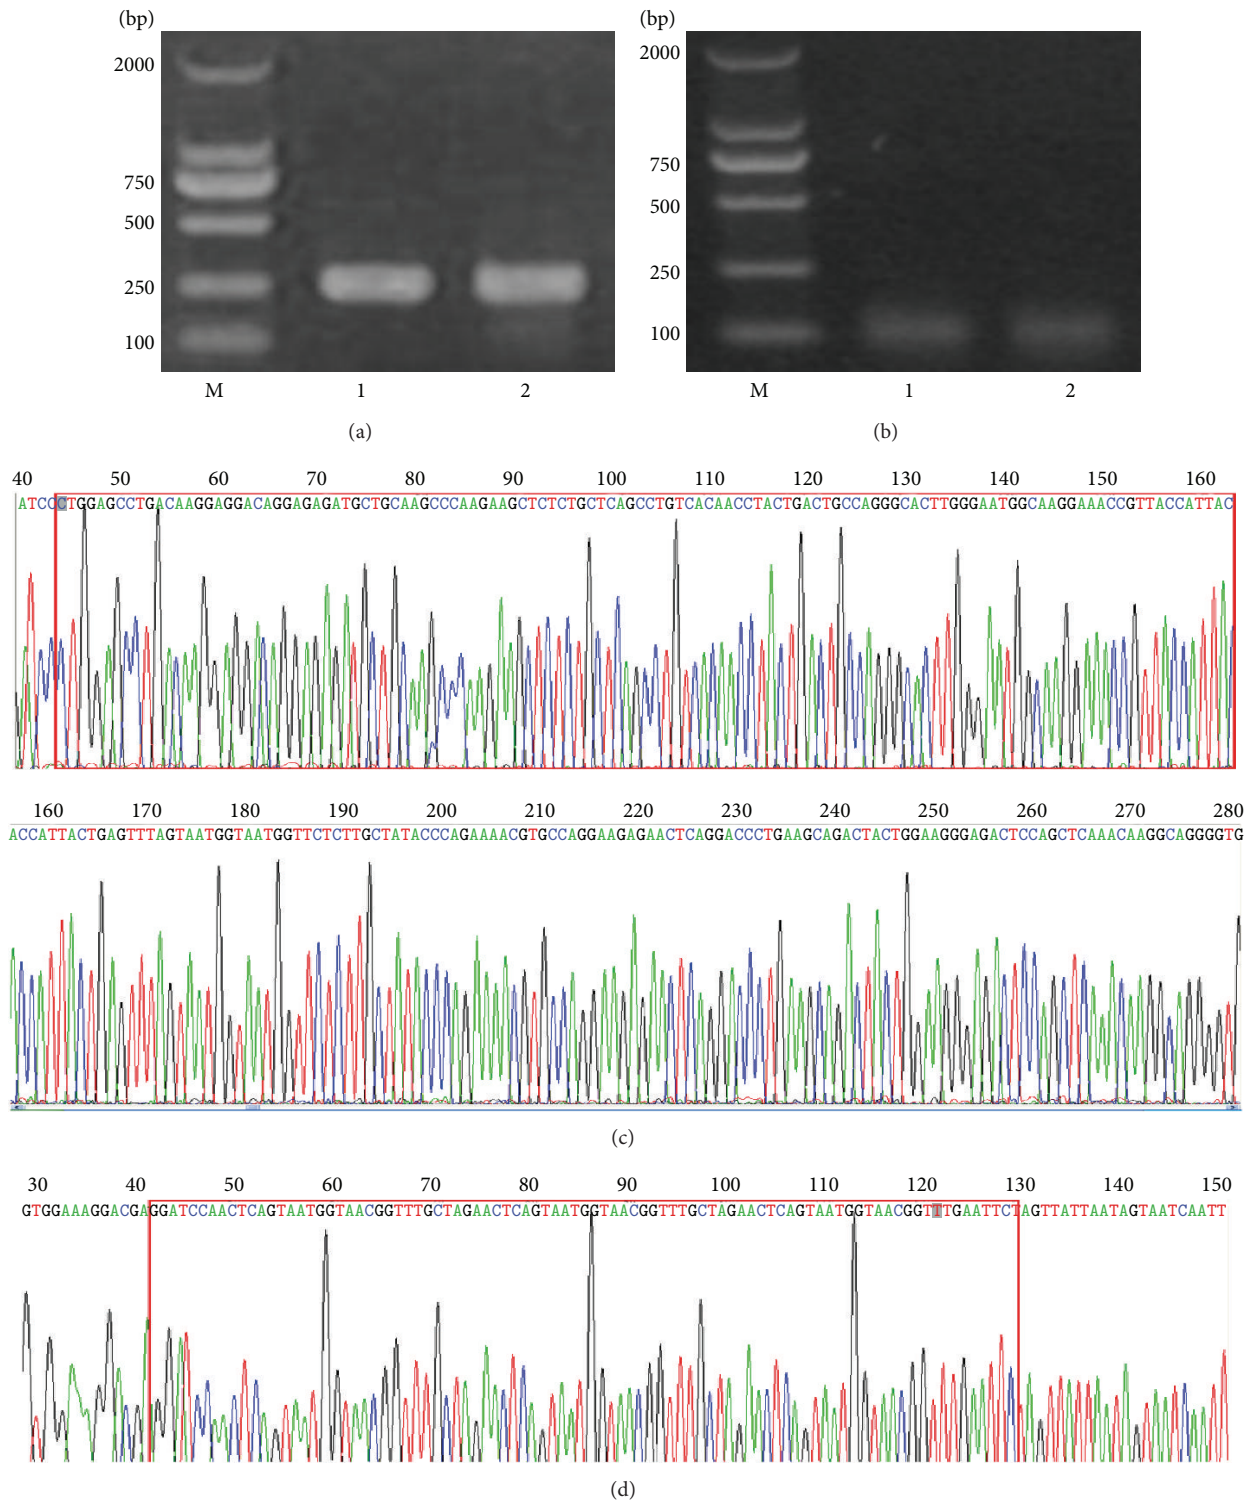 (bp)
2000
750
500
250
100
M 1 2
(a)
(bp)
2000
750
500
250
100
M 1 2
(b)
40 50 60 70 80 90 100 110 120 130 140 150 160
ATCCCTGGAGCCTGACAAGGAGGACAGGAGAGATGCTGCAAGCCCAAGAAGCTCTCTGCTCAGCCTGTCACAACCTACTGACTGCCAGGGCACTTGGGAATGGCAAGGAAACCGTTACCATTAC
160 170 180 190 200 210 220 230 240 250 260 270 280
ACCATTACTGAGTTTAGTAATGGTAATGGTTCTCTTGCTATACCCAGAAAACGTGCCAGGAAGAGAACTCAGGACCCTGAAGCAGACTACTGGAAGGGAGACTCCAGCTCAAACAAGGCAGGGGTG
(c)
30 40 50 60 70 80 90 100 110 120 130 140 150
GTGGAAAGGACGAGGATCCAACTCAGTAATGGTAACGGTTTGCTAGAACTCAGTAATGGTAACGGTTTGCTAGAACTCAGTAATGGTAACGGTTTGAATTCTAGTTATTAATAGTAATCAATT
(d)